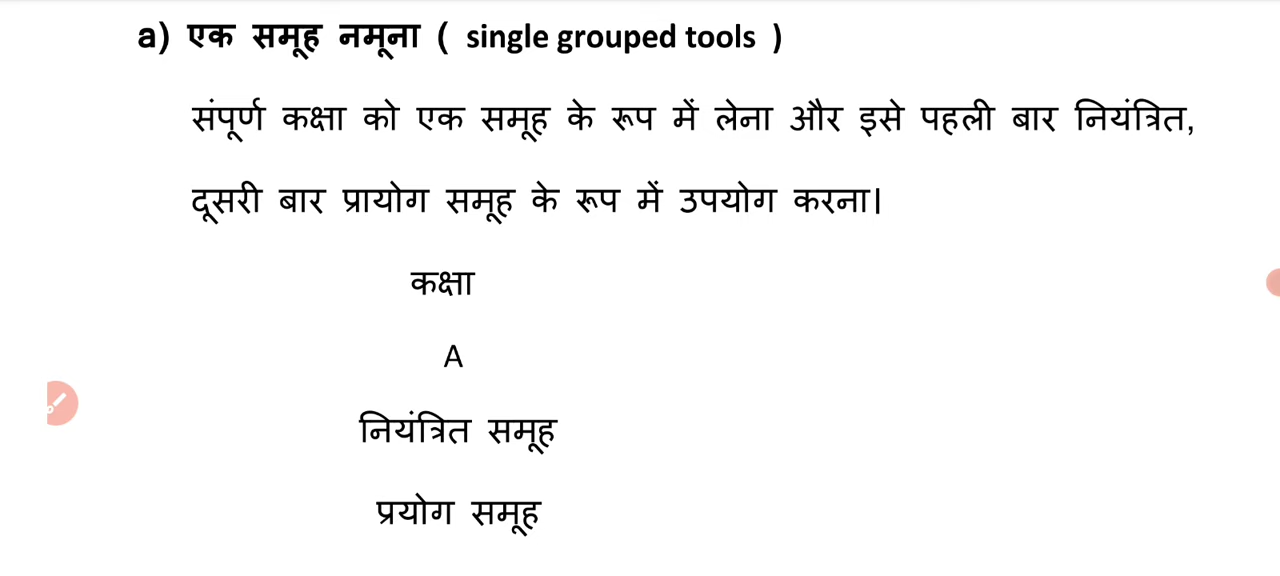 a) एक समूह नमूना ( single grouped tools )
संपूर्ण कक्षा को एक समूह के रूप में लेना और इसे पहली बार नियंत्रित,
दूसरी बार प्रायोग समूह के रूप में उपयोग करना।
कक्षा
A
नियंत्रित समूह
प्रयोग समूह